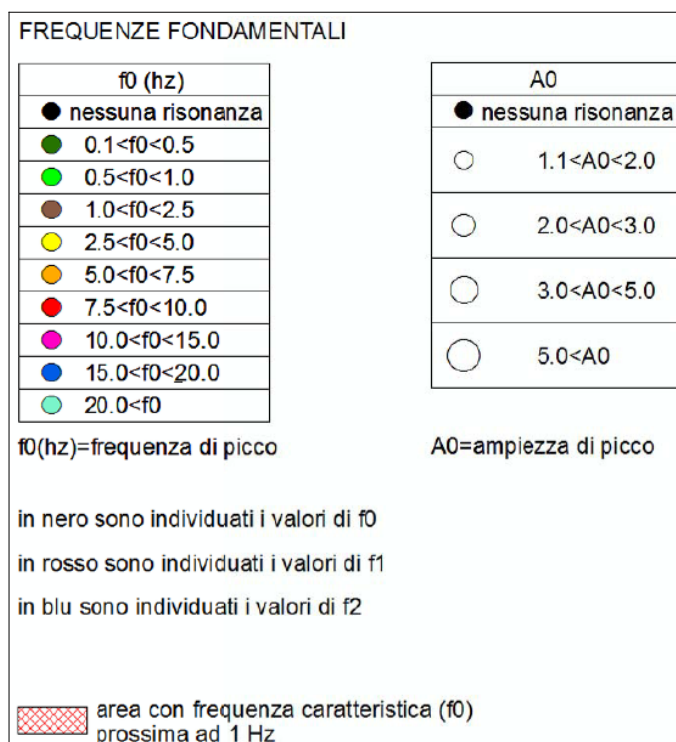 FREQUENZE FONDAMENTALI
f0 (hz)
nessuna risonanza
0.1<f0<0.5
0.5<f0<1.0
1.0<f0<2.5
2.5<f0<5.0
5.0<f0<7.5
7.5<f0<10.0
10.0<f0<15.0
15.0<f0<20.0
20.0<f0
f0(hz)=frequenza di picco
A0
nessuna risonanza
1.1<A0<2.0
2.0<A0<3.0
3.0<A0<5.0
5.0<A0
A0=ampiezza di picco
in nero sono individuati i valori di f0
in rosso sono individuati i valori di f1
in blu sono individuati i valori di f2
area con frequenza caratteristica (f0)
prossima ad 1 Hz